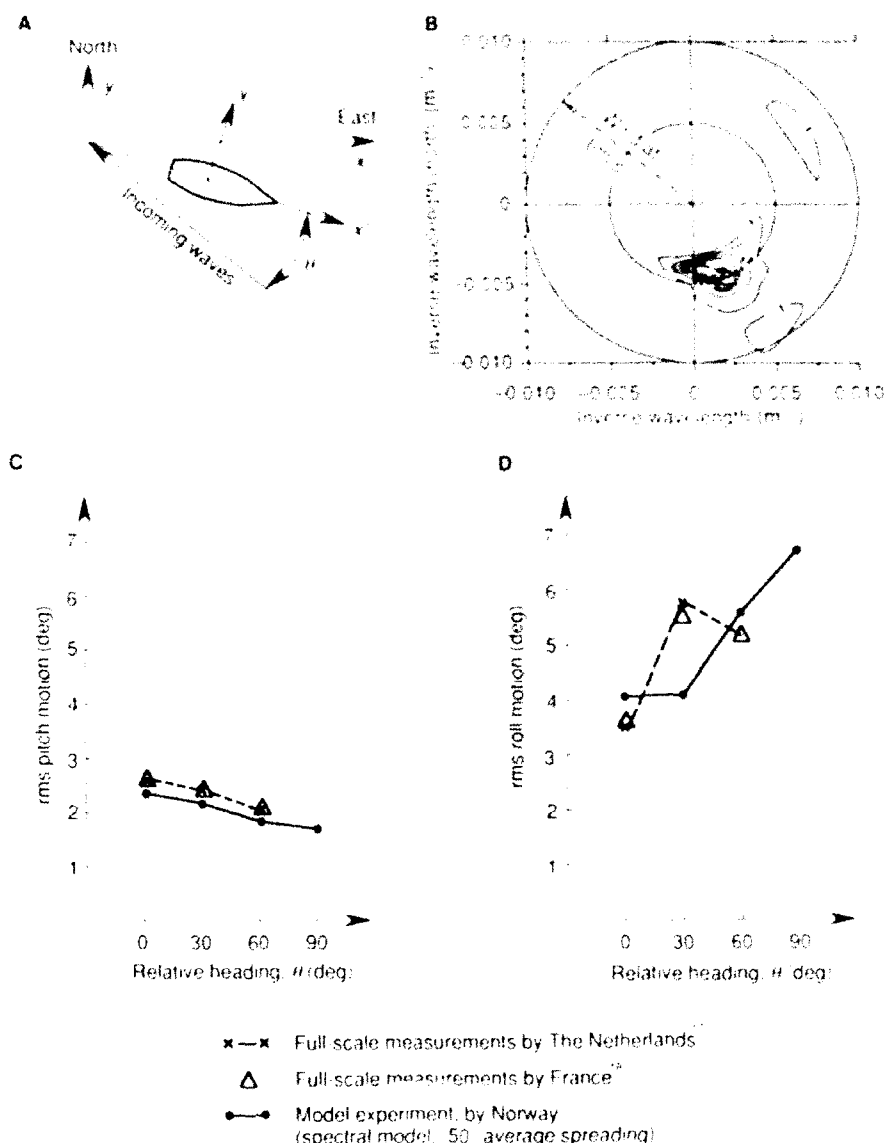 A
North
y
y
East
x
x
Incoming waves
θ
B
0.010
0.005
0
-0.005
-0.010
Inverse wavelength (m
-0.010 -0.005 0 0.005 0.010
Inverse wavelength (m
C
rms pitch motion (deg)
7
6
5
4
3
2
1
0 30 60 90
Relative heading, θ (deg)
D
rms roll motion (deg)
7
6
5
4
3
2
1
0 30 60 90
Relative heading, θ deg)
Full scale measurements by The Netherlands
Full-scale measurements by France
Model experiment, by Norway
(spectral model, 50 average spreading)